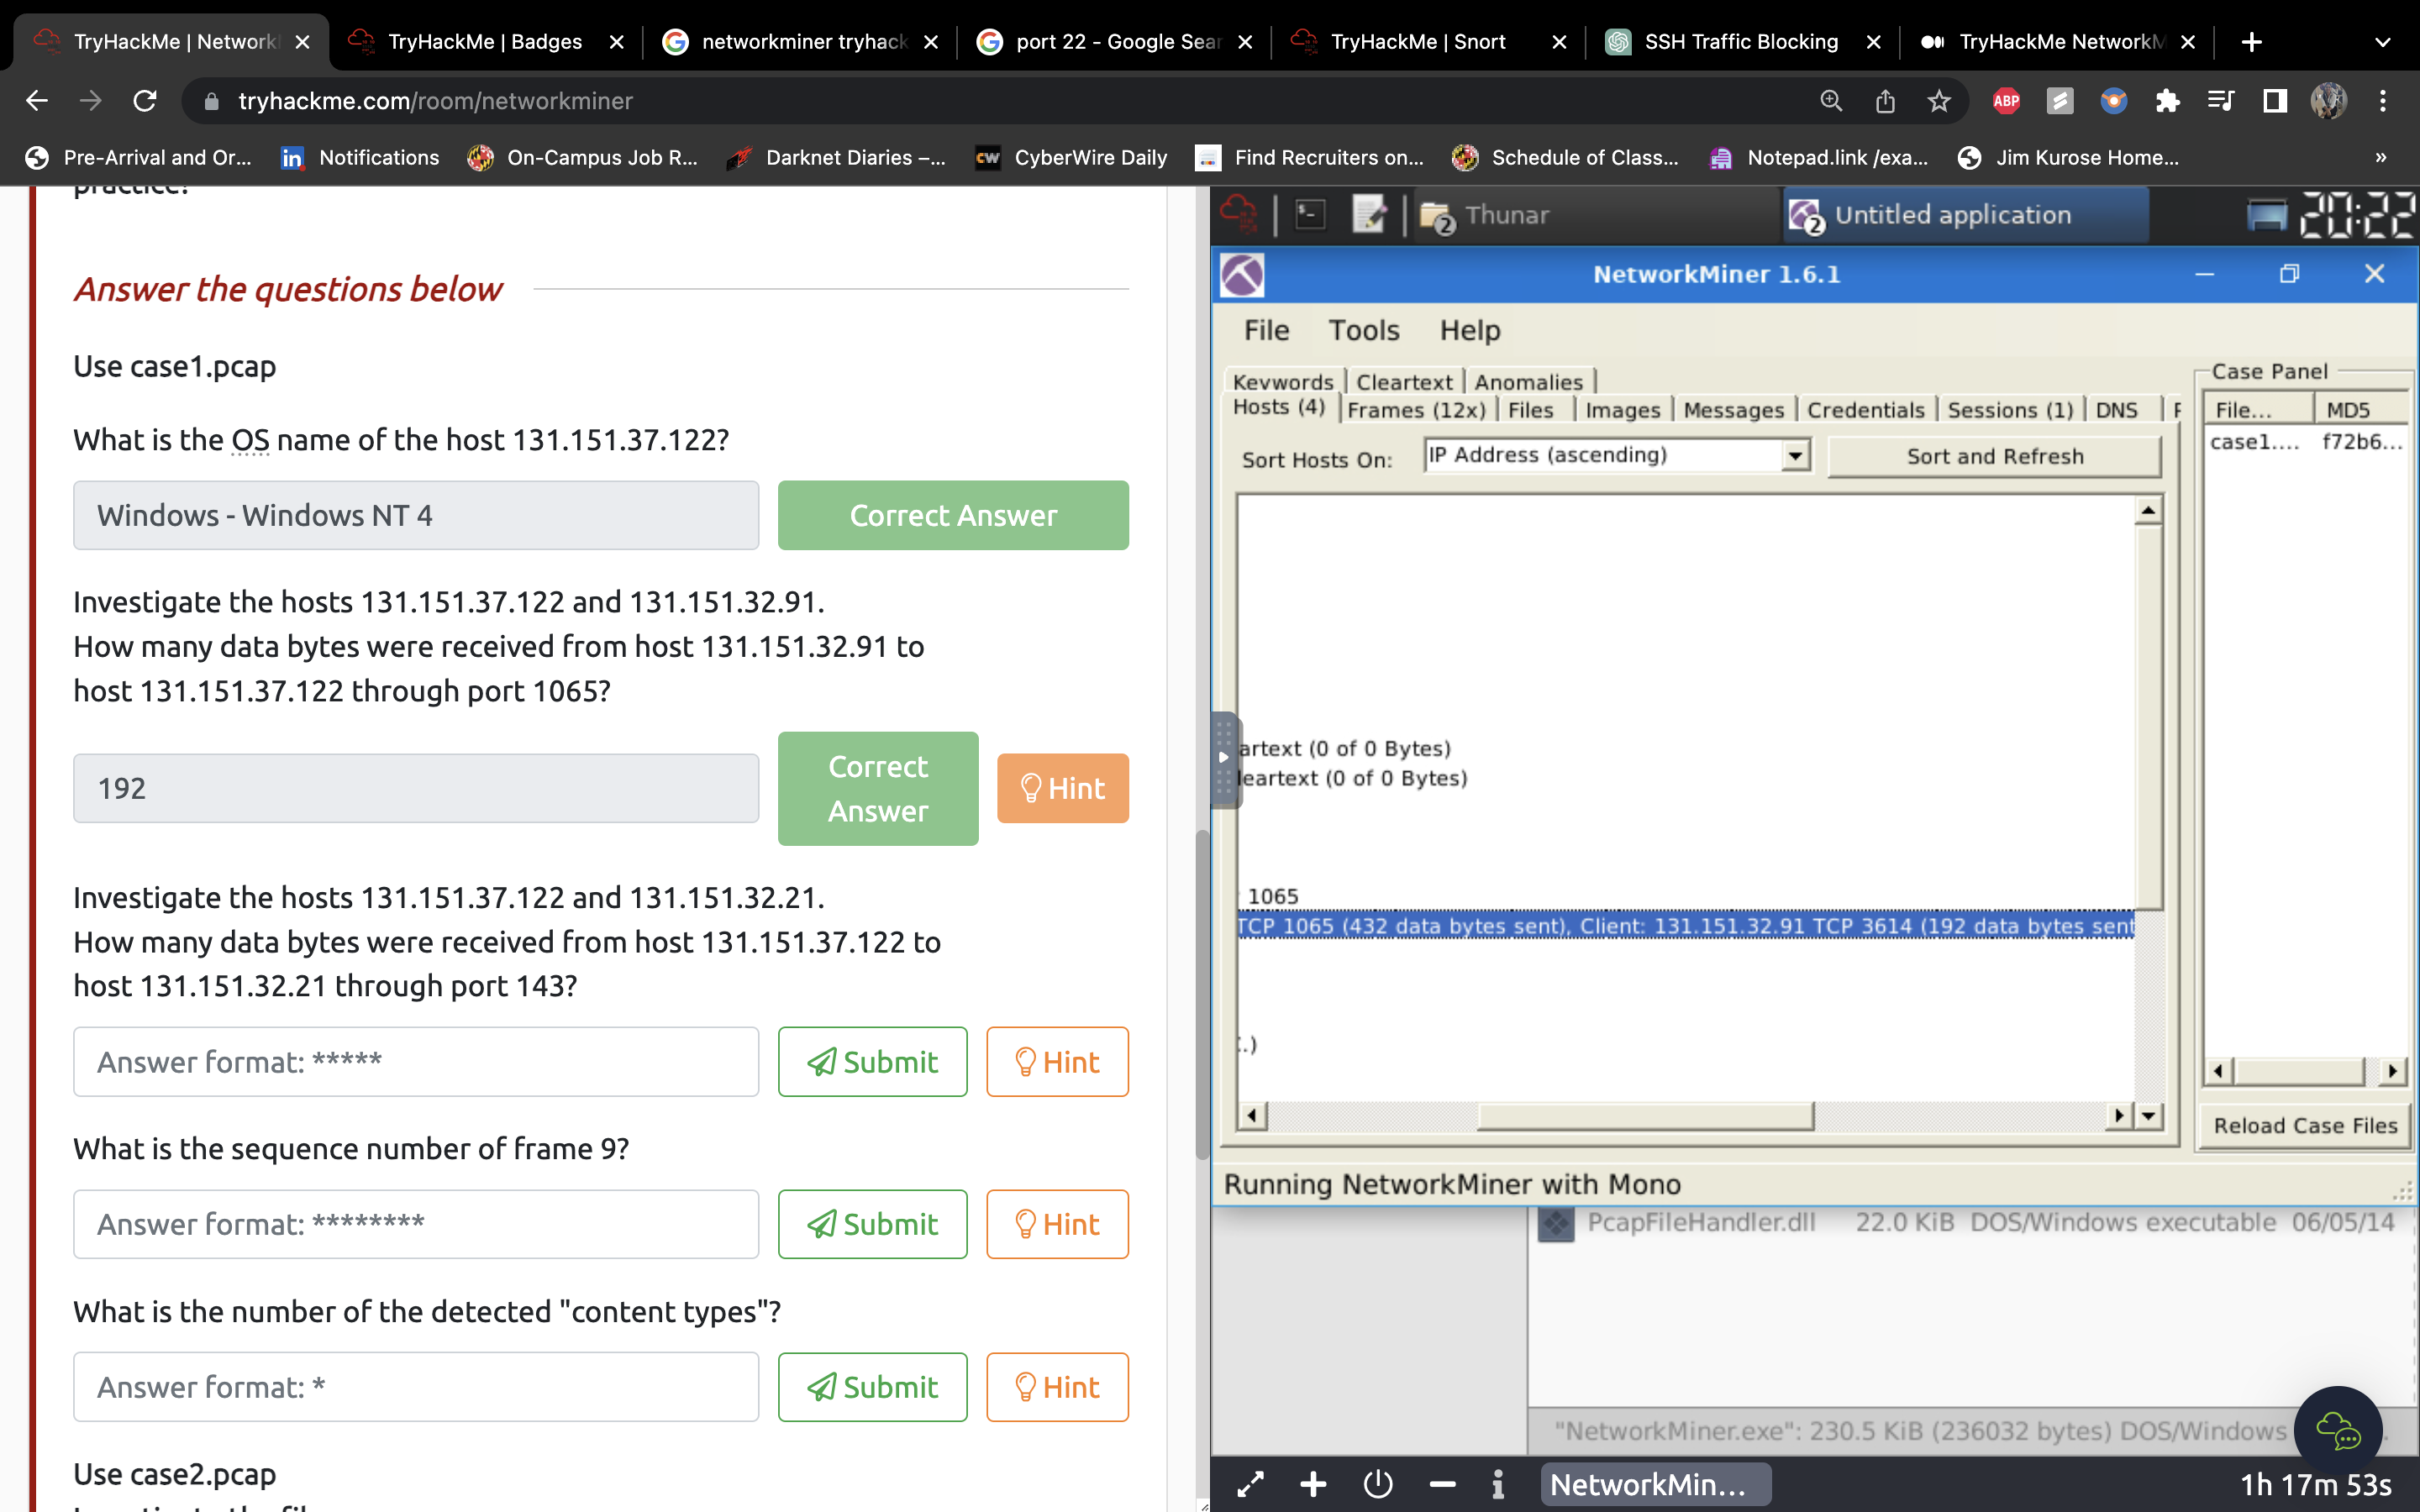 TryHackMe | Network
TryHackMe | Badges
networkminer tryhack
port 22 - Google Sear
TryHackMe | Snort
SSH Traffic Blocking
TryHackMe NetworkM
tryhackme.com/room/networkminer
ABP
Pre-Arrival and Or...
in Notifications
On-Campus Job R...
Darknet Diaries –...
CW CyberWire Daily
Find Recruiters on...
Schedule of Class...
Notepad.link /exa...
Jim Kurose Home...
»
practice?
Answer the questions below
Use case1.pcap
What is the OS name of the host 131.151.37.122?
Windows - Windows NT 4
Correct Answer
Investigate the hosts 131.151.37.122 and 131.151.32.91.
How many data bytes were received from host 131.151.32.91 to
host 131.151.37.122 through port 1065?
192
Correct
Answer
Hint
Investigate the hosts 131.151.37.122 and 131.151.32.21.
How many data bytes were received from host 131.151.37.122 to
host 131.151.32.21 through port 143?
Answer format: *****
Submit
Hint
What is the sequence number of frame 9?
Answer format: ********
Submit
Hint
What is the number of the detected "content types"?
Answer format: *
Submit
Hint
Use case2.pcap
2 Thunar
2 Untitled application
20:22
NetworkMiner 1.6.1
File Tools Help
Keywords Cleartext Anomalies
Hosts (4) Frames (12x) Files Images Messages Credentials Sessions (1) DNS
Sort Hosts On: IP Address (ascending) Sort and Refresh
artext (0 of 0 Bytes)
leartext (0 of 0 Bytes)
1065
TCP 1065 (432 data bytes sent), Client: 131.151.32.91 TCP 3614 (192 data bytes sent
.)
Case Panel
File... MD5
case1.... f72b6...
Reload Case Files
Running NetworkMiner with Mono
PcapFileHandler.dll 22.0 KiB DOS/Windows executable 06/05/14
"NetworkMiner.exe": 230.5 KiB (236032 bytes) DOS/Windows
NetworkMin...
1h 17m 53s